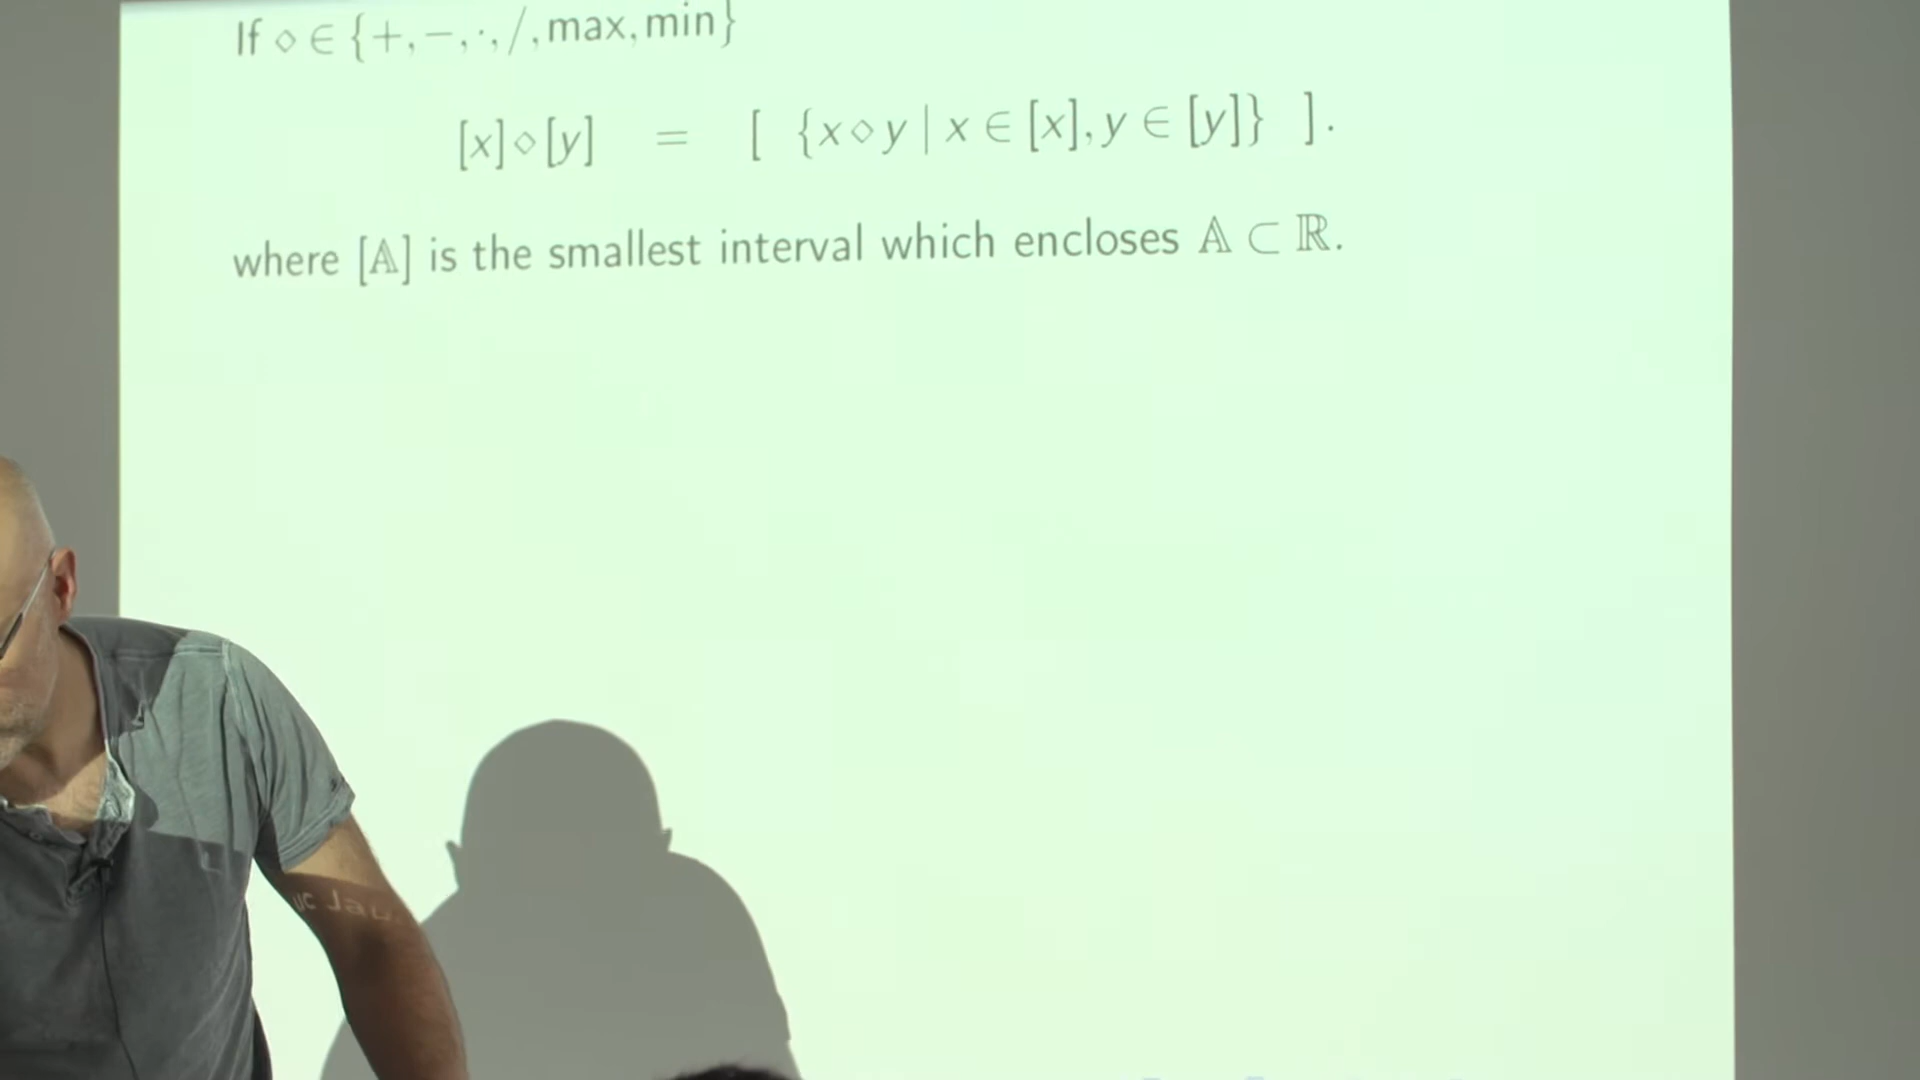 If ⋄ ∈ {+,−,·,/,max,min}
[x]⋄[y] = [ {x⋄y | x ∈ [x], y ∈ [y]} ].
where [𝔸] is the smallest interval which encloses 𝔸 ⊂ ℝ.